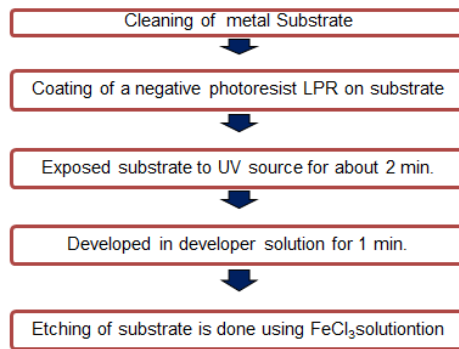 Cleaning of metal Substrate
Coating of a negative photoresist LPR on substrate
Exposed substrate to UV source for about 2 min.
Developed in developer solution for 1 min.
Etching of substrate is done using FeCl₃solutiontion